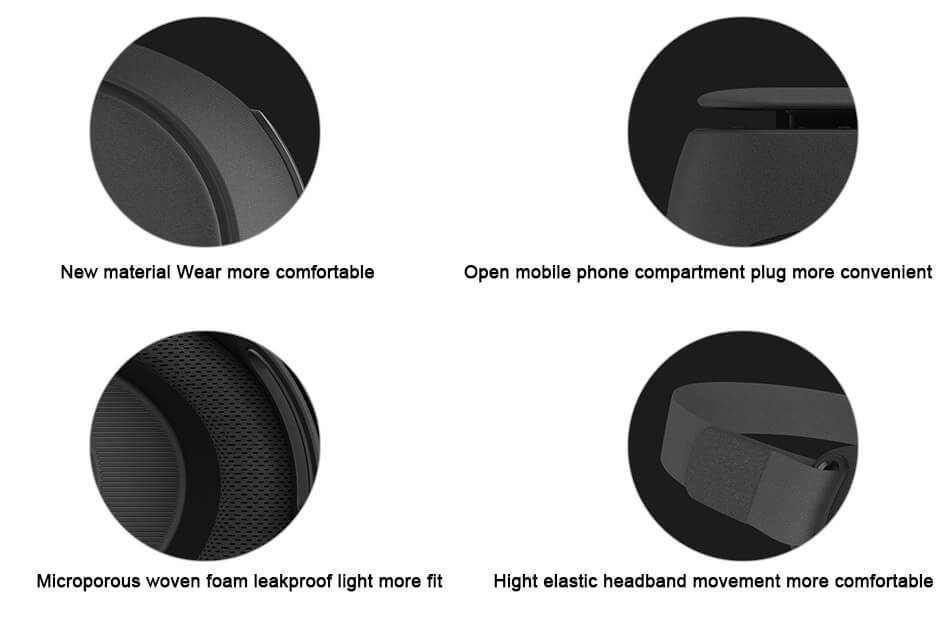 New material Wear more comfortable
Open mobile phone compartment plug more convenient
Microporous woven foam leakproof light more fit
Hight elastic headband movement more comfortable